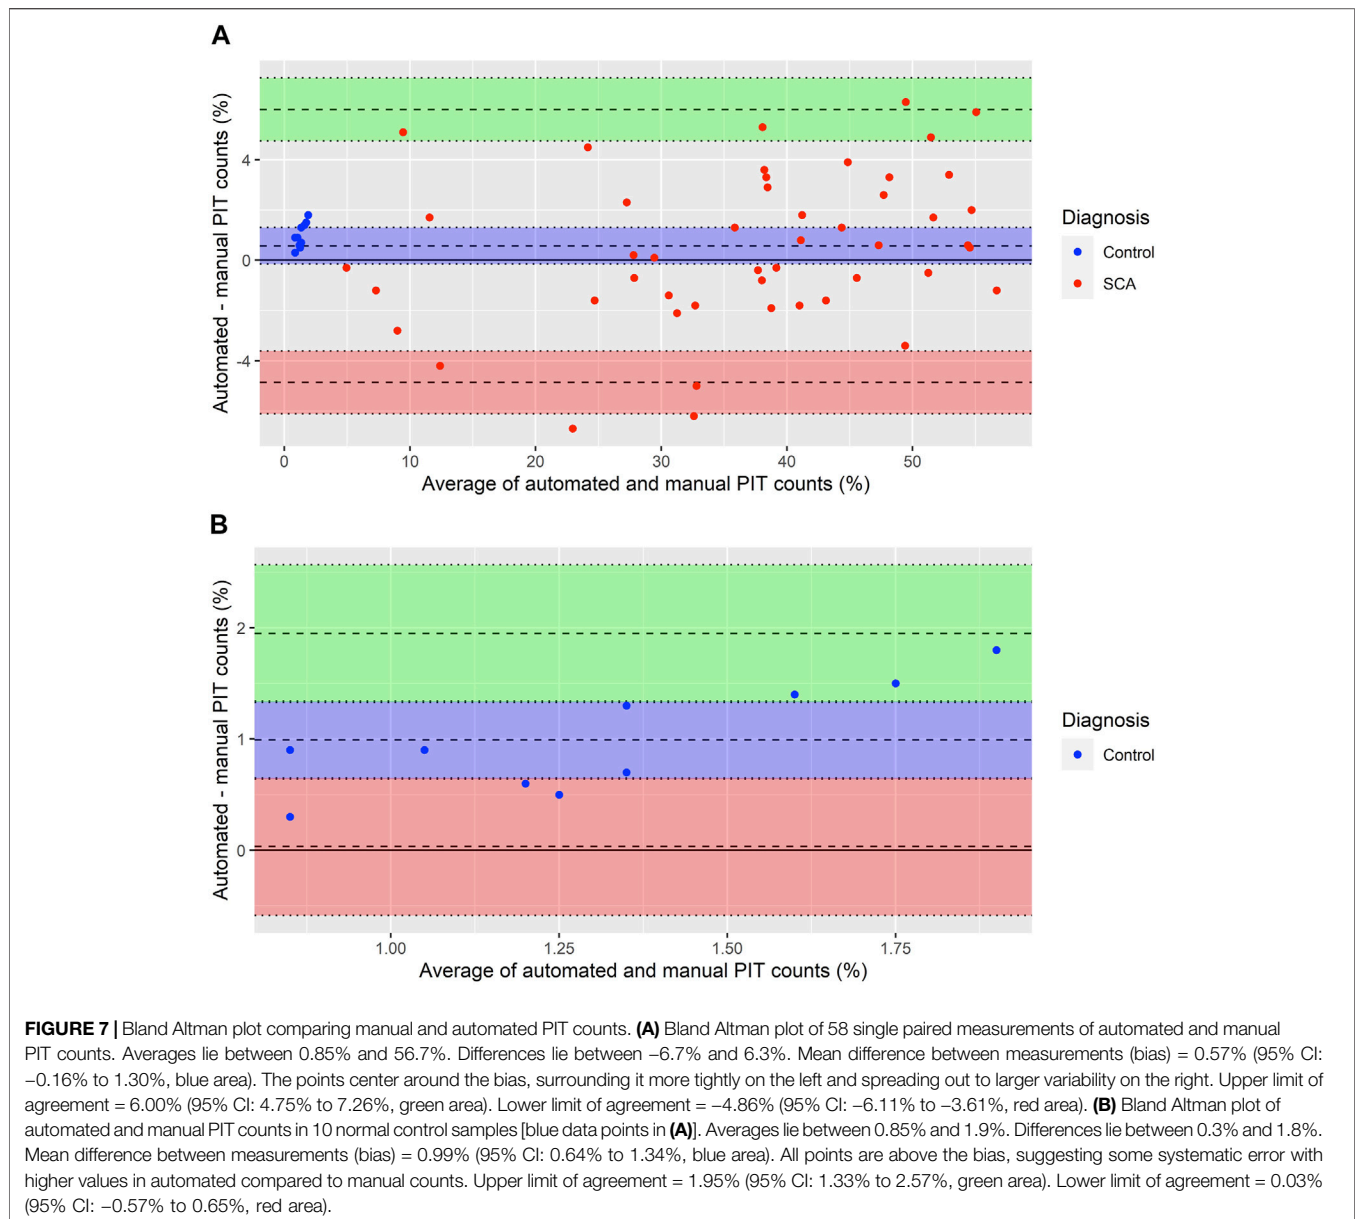 A
Automated - manual PIT counts (%)
4
0
-4
0 10 20 30 40 50
Average of automated and manual PIT counts (%)
Diagnosis
Control
SCA
B
Automated - manual PIT counts (%)
2
1
0
1.00 1.25 1.50 1.75
Average of automated and manual PIT counts (%)
Diagnosis
Control
FIGURE 7 | Bland Altman plot comparing manual and automated PIT counts. (A) Bland Altman plot of 58 single paired measurements of automated and manual
PIT counts. Averages lie between 0.85% and 56.7%. Differences lie between −6.7% and 6.3%. Mean difference between measurements (bias) = 0.57% (95% CI:
−0.16% to 1.30%, blue area). The points center around the bias, surrounding it more tightly on the left and spreading out to larger variability on the right. Upper limit of
agreement = 6.00% (95% CI: 4.75% to 7.26%, green area). Lower limit of agreement = −4.86% (95% CI: −6.11% to −3.61%, red area). (B) Bland Altman plot of
automated and manual PIT counts in 10 normal control samples [blue data points in (A)]. Averages lie between 0.85% and 1.9%. Differences lie between 0.3% and 1.8%.
Mean difference between measurements (bias) = 0.99% (95% CI: 0.64% to 1.34%, blue area). All points are above the bias, suggesting some systematic error with
higher values in automated compared to manual counts. Upper limit of agreement = 1.95% (95% CI: 1.33% to 2.57%, green area). Lower limit of agreement = 0.03%
(95% CI: −0.57% to 0.65%, red area).